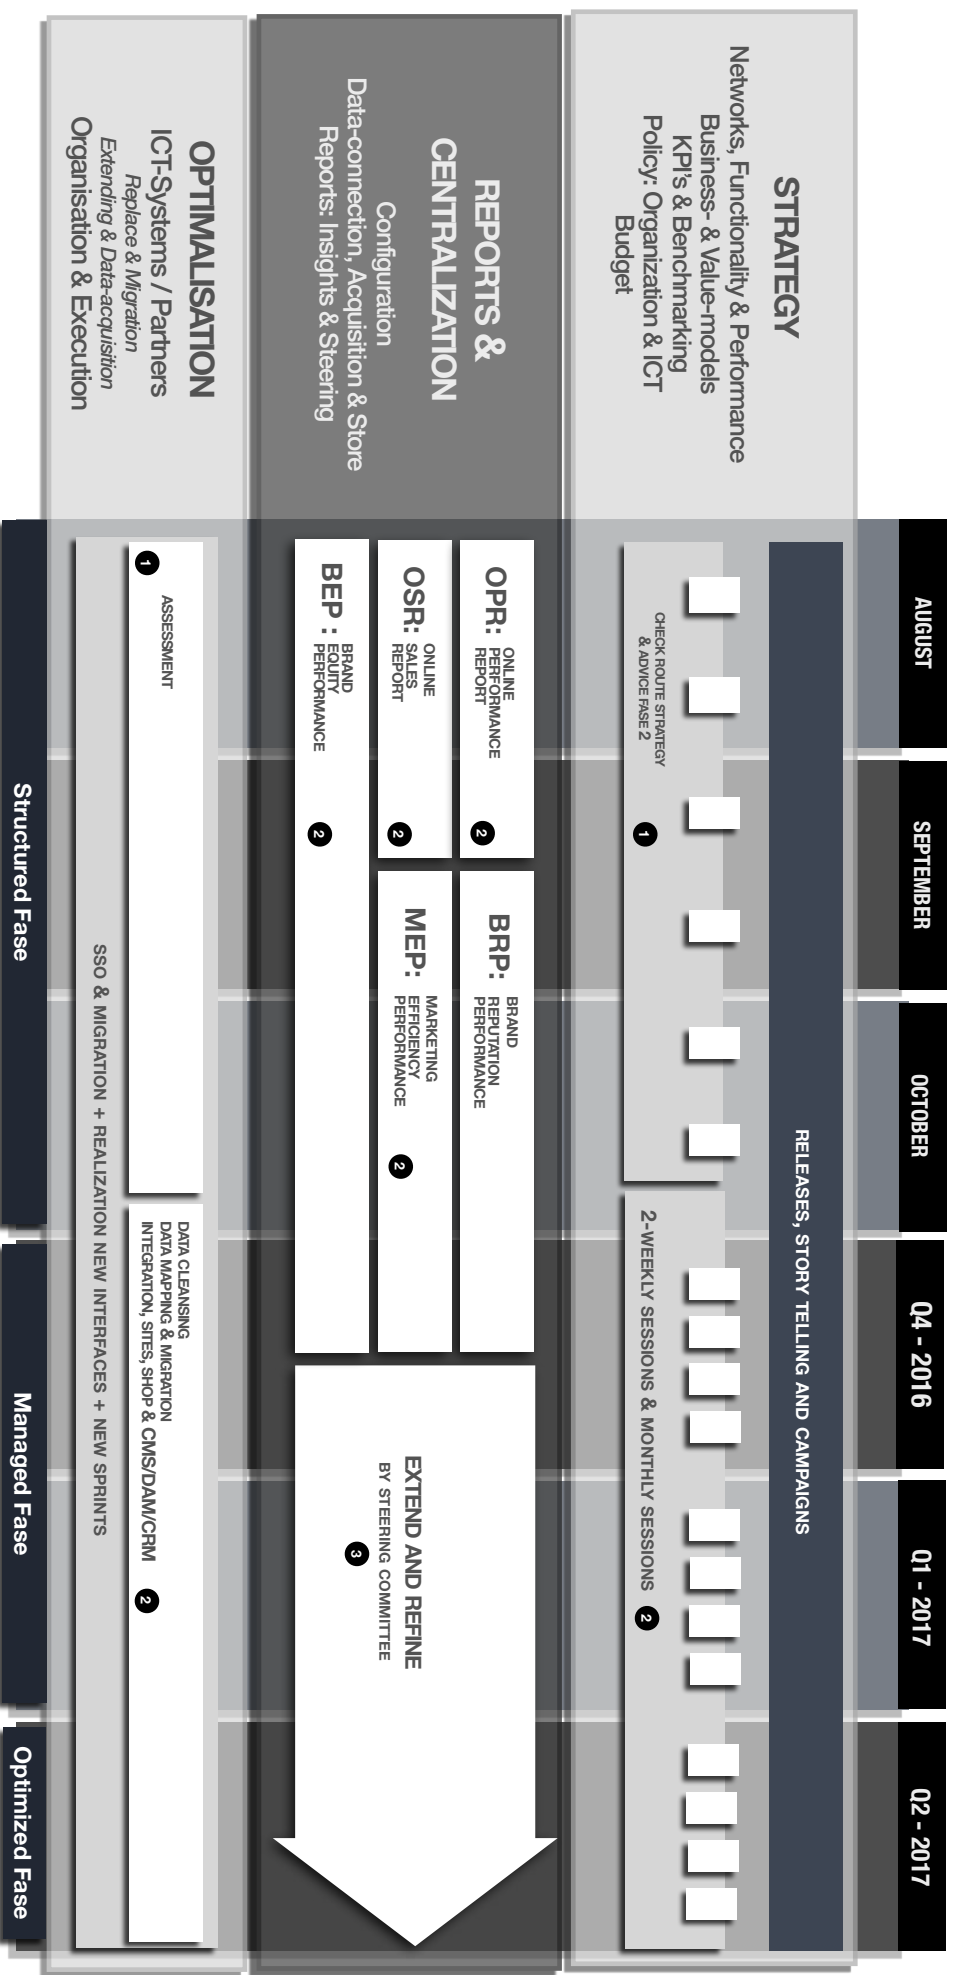 AUGUST
SEPTEMBER
OCTOBER
Q4 - 2016
Q1 - 2017
Q2 - 2017
STRATEGY
Networks, Functionality & Performance
Business- & Value-models
KPI's & Benchmarking
Policy: Organization & ICT
Budget
RELEASES, STORY TELLING AND CAMPAIGNS
CHECK ROUTE STRATEGY
& ADVICE FASE 2
1
2-WEEKLY SESSIONS & MONTHLY SESSIONS
2
REPORTS &
CENTRALIZATION
Configuration
Data-connection, Acquisition & Store
Reports: Insights & Steering
OPR:
ONLINE
PERFORMANCE
REPORT
2
BRP:
BRAND
REPUTATION
PERFORMANCE
OSR:
ONLINE
SALES
REPORT
2
MEP:
MARKETING
EFFICIENCY
PERFORMANCE
2
BEP :
BRAND
EQUITY
PERFORMANCE
2
EXTEND AND REFINE
BY STEERING COMMITTEE
3
OPTIMALISATION
ICT-Systems / Partners
Replace & Migration
Extending & Data-acquisition
Organisation & Execution
ASSESSMENT
1
DATA CLEANSING
DATA MAPPING & MIGRATION
INTEGRATION, SITES, SHOP & CMS/DAM/CRM
2
SSO & MIGRATION + REALIZATION NEW INTERFACES + NEW SPRINTS
Structured Fase
Managed Fase
Optimized Fase